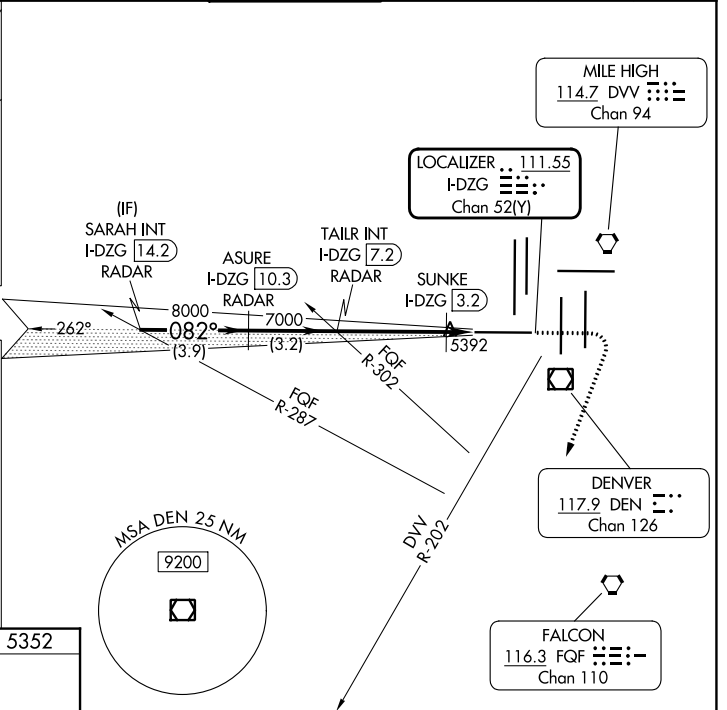 MILE HIGH
114.7 DVV
Chan 94
LOCALIZER 111.55
I-DZG
Chan 52(Y)
(IF)
SARAH INT
I-DZG 14.2
RADAR
ASURE
I-DZG 10.3
RADAR
TAILR INT
I-DZG 7.2
RADAR
SUNKE
I-DZG 3.2
262°
8000
082°
(3.9)
7000
(3.2)
5392
FQF
R-302
FQF
R-287
DVV
R-202
DENVER
117.9 DEN
Chan 126
MSA DEN 25 NM
9200
FALCON
116.3 FQF
Chan 110
5352